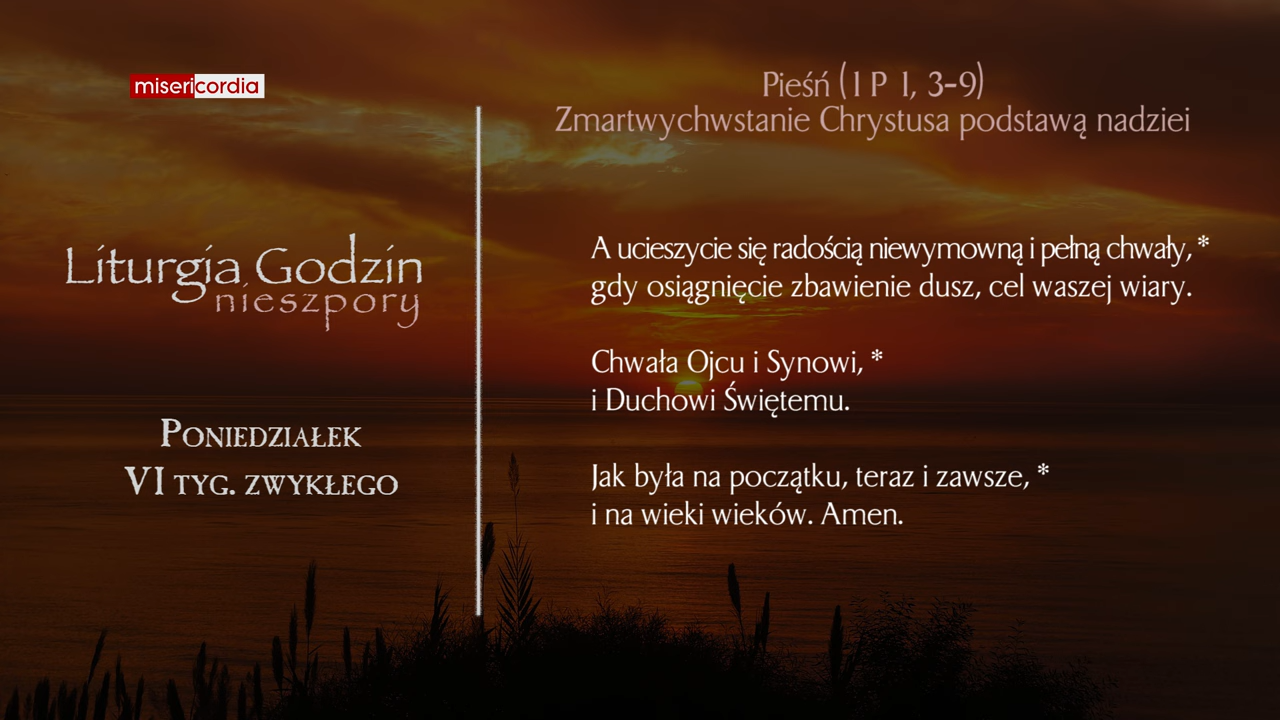 misericordia
Liturgia Godzin
nieszpory
Poniedziałek
VI tyg. zwykłego
Pieśń (1 P 1, 3-9)
Zmartwychwstanie Chrystusa podstawą nadziei
A ucieszycie się radością niewymowną i pełną chwały, *
gdy osiągnięcie zbawienie dusz, cel waszej wiary.
Chwała Ojcu i Synowi, *
i Duchowi Świętemu.
Jak była na początku, teraz i zawsze, *
i na wieki wieków. Amen.